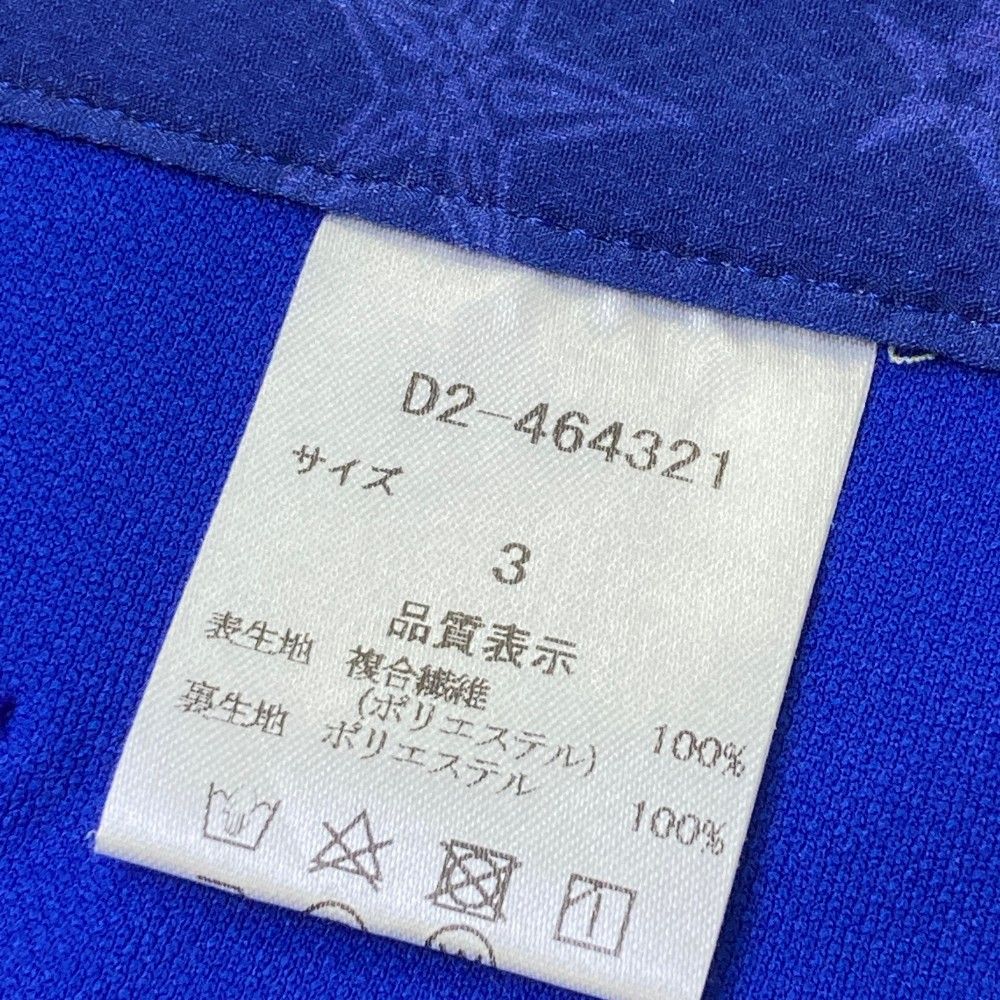 D2-464321
サイズ
3
品質表示
表生地 複合繊維
(ポリエステル) 100%
裏生地 ポリエステル 100%